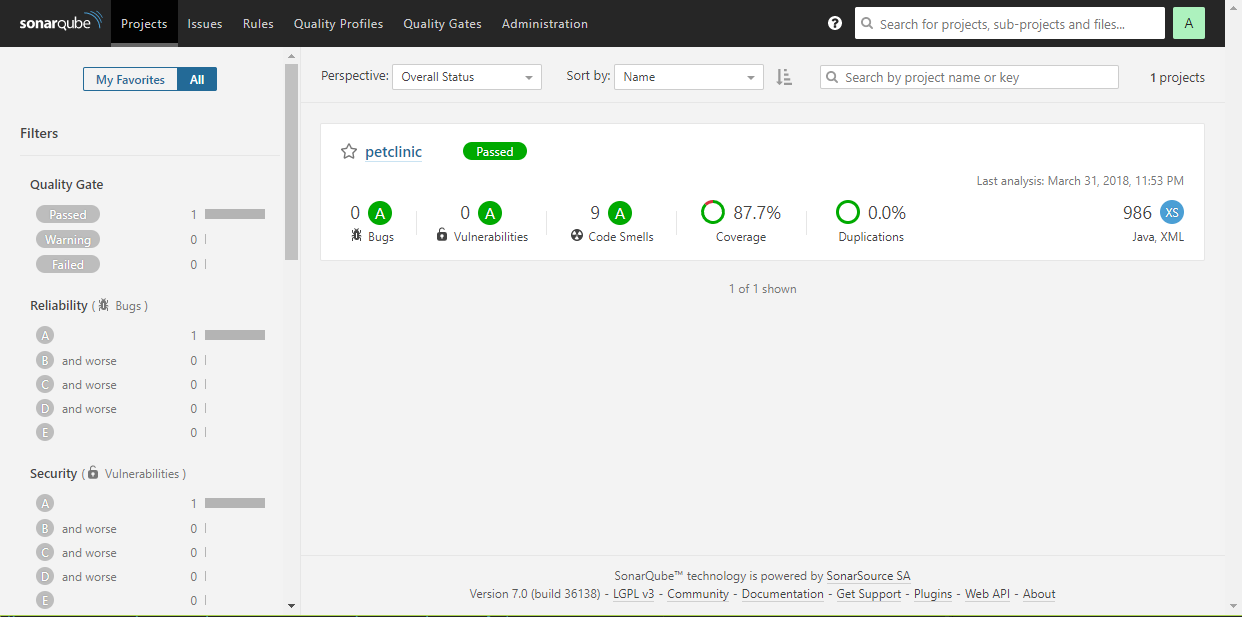 sonarqube Projects Issues Rules Quality Profiles Quality Gates Administration ? Search for projects, sub-projects and files... A
My Favorites All
Perspective: Overall Status Sort by: Name Search by project name or key 1 projects
Filters
Quality Gate
Passed 1
Warning 0
Failed 0
Reliability ( Bugs )
A 1
B and worse 0
C and worse 0
D and worse 0
E 0
Security ( Vulnerabilities )
A 1
B and worse 0
C and worse 0
D and worse 0
E 0
petclinic Passed
Last analysis: March 31, 2018, 11:53 PM
0 A 0 A 9 A 87.7% 0.0% 986 XS
Bugs Vulnerabilities Code Smells Coverage Duplications Java, XML
1 of 1 shown
SonarQube™ technology is powered by SonarSource SA
Version 7.0 (build 36138) - LGPL v3 - Community - Documentation - Get Support - Plugins - Web API - About